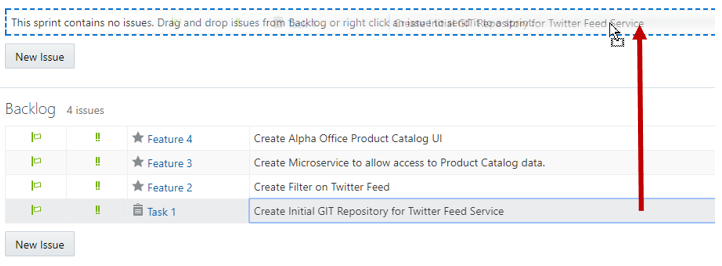 This sprint contains no issues. Drag and drop issues from Backlog or right click an issue to send it to a sprint.
Create Initial GIT Repository for Twitter Feed Service
New Issue
Backlog 4 issues
Feature 4 Create Alpha Office Product Catalog UI
Feature 3 Create Microservice to allow access to Product Catalog data.
Feature 2 Create Filter on Twitter Feed
Task 1 Create Initial GIT Repository for Twitter Feed Service
New Issue